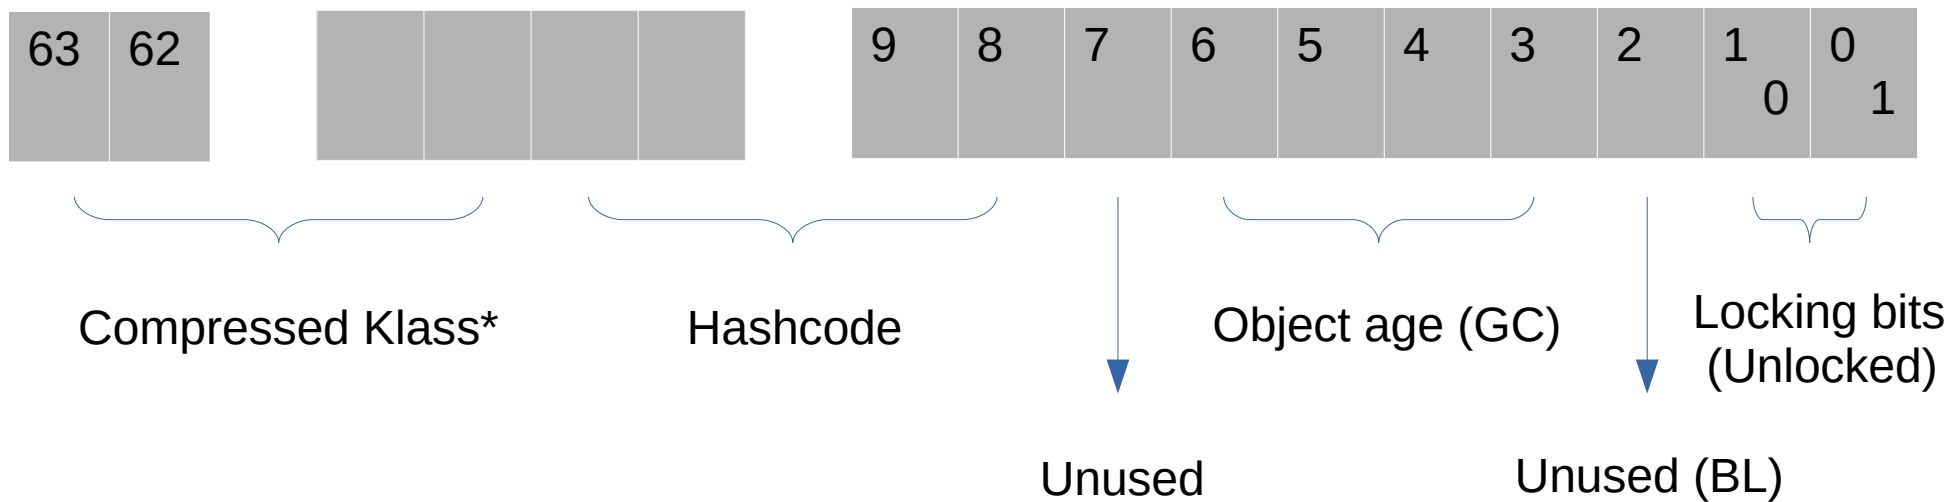 63 62 9 8 7 6 5 4 3 2 1 0
0 1
Compressed Klass*
Hashcode
Object age (GC)
Locking bits
(Unlocked)
Unused
Unused (BL)